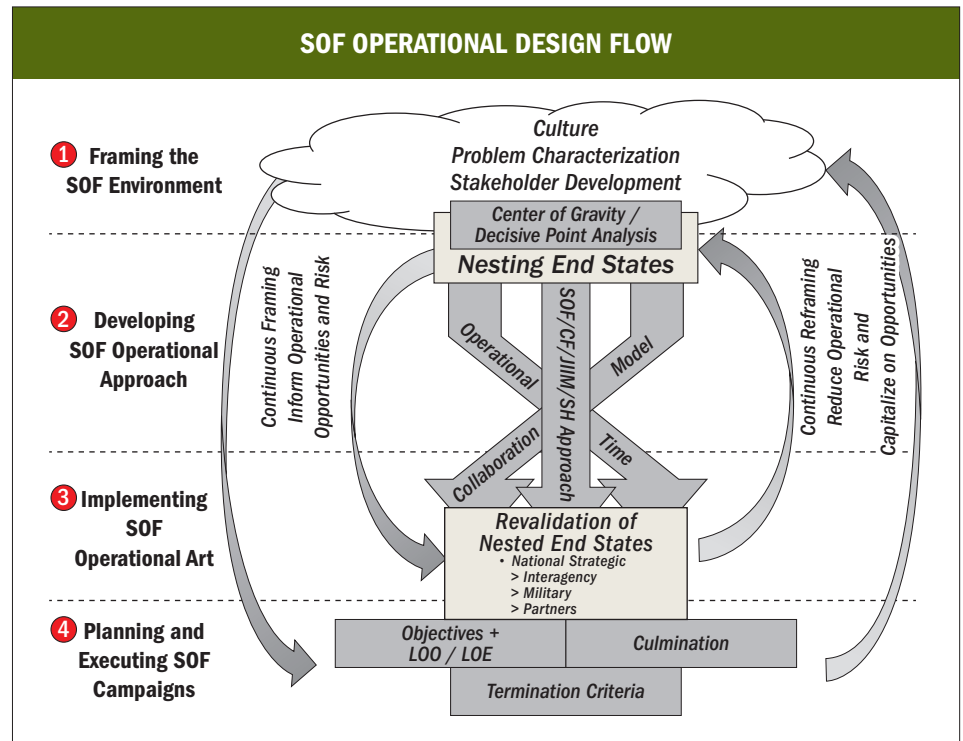 SOF OPERATIONAL DESIGN FLOW
1 Framing the
SOF Environment
Culture
Problem Characterization
Stakeholder Development
Center of Gravity /
Decisive Point Analysis
Nesting End States
2 Developing
SOF Operational
Approach
Continuous Framing
Inform Operational
Opportunities and Risk
Operational
SOF/CF/JIIM/SH Approach
Model
Collaboration
Time
Continuous Reframing
Reduce Operational
Risk and
Capitalize on Opportunities
3 Implementing
SOF
Operational Art
Revalidation of
Nested End States
• National Strategic
> Interagency
> Military
> Partners
4 Planning and
Executing SOF
Campaigns
Objectives +
LOO / LOE
Culmination
Termination Criteria